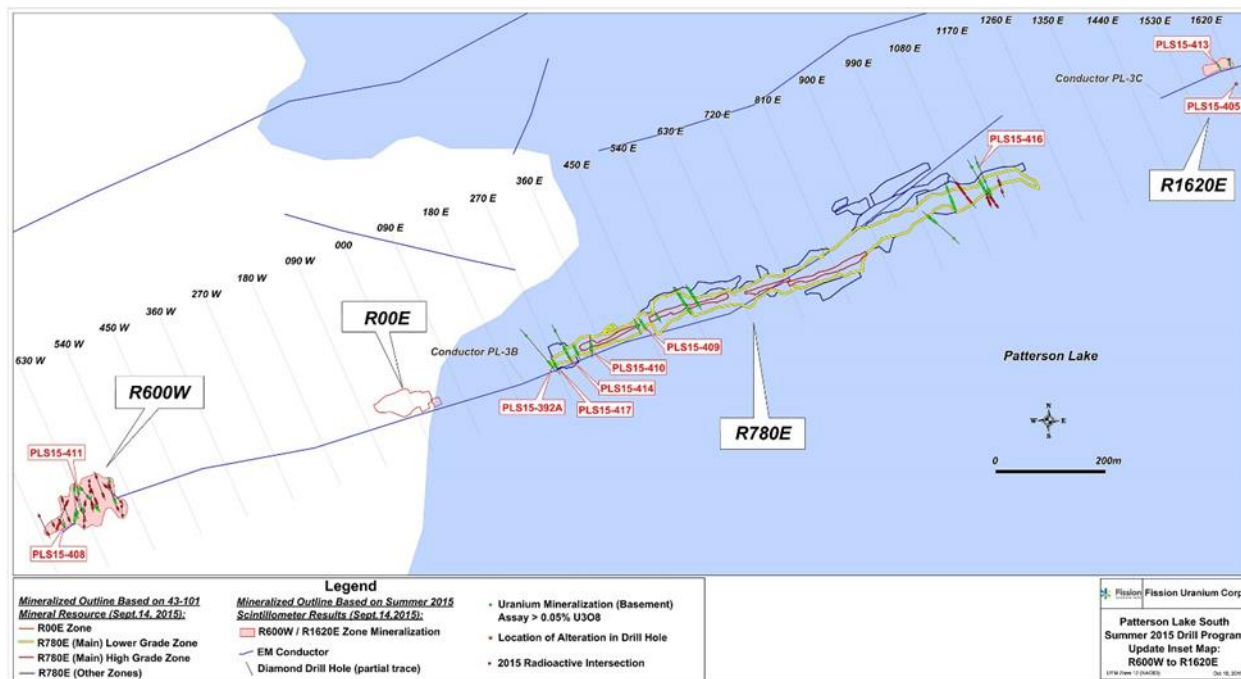 1620 E
1530 E
1440 E
1350 E
1260 E
1170 E
1080 E
990 E
900 E
810 E
720 E
630 E
540 E
450 E
360 E
270 E
180 E
090 E
000
090 W
180 W
270 W
360 W
450 W
540 W
630 W
PLS15-413
Conductor PL-3C
PLS15-405
R1620E
PLS15-416
R00E
Conductor PL-3B
PLS15-409
PLS15-410
PLS15-414
PLS15-392A
PLS15-417
R780E
Patterson Lake
N
W E
S
0 200m
R600W
PLS15-411
PLS15-408
Legend
Mineralized Outline Based on 43-101
Mineral Resource (Sept.14, 2015):
R00E Zone
R780E (Main) Lower Grade Zone
R780E (Main) High Grade Zone
R780E (Other Zones)
Mineralized Outline Based on Summer 2015
Scintillometer Results (Sept.14,2015):
R600W / R1620E Zone Mineralization
EM Conductor
Diamond Drill Hole (partial trace)
Uranium Mineralization (Basement)
Assay > 0.05% U3O8
Location of Alteration in Drill Hole
2015 Radioactive Intersection
Fission
Fission Uranium Corp
Patterson Lake South
Summer 2015 Drill Program
Update Inset Map:
R600W to R1620E